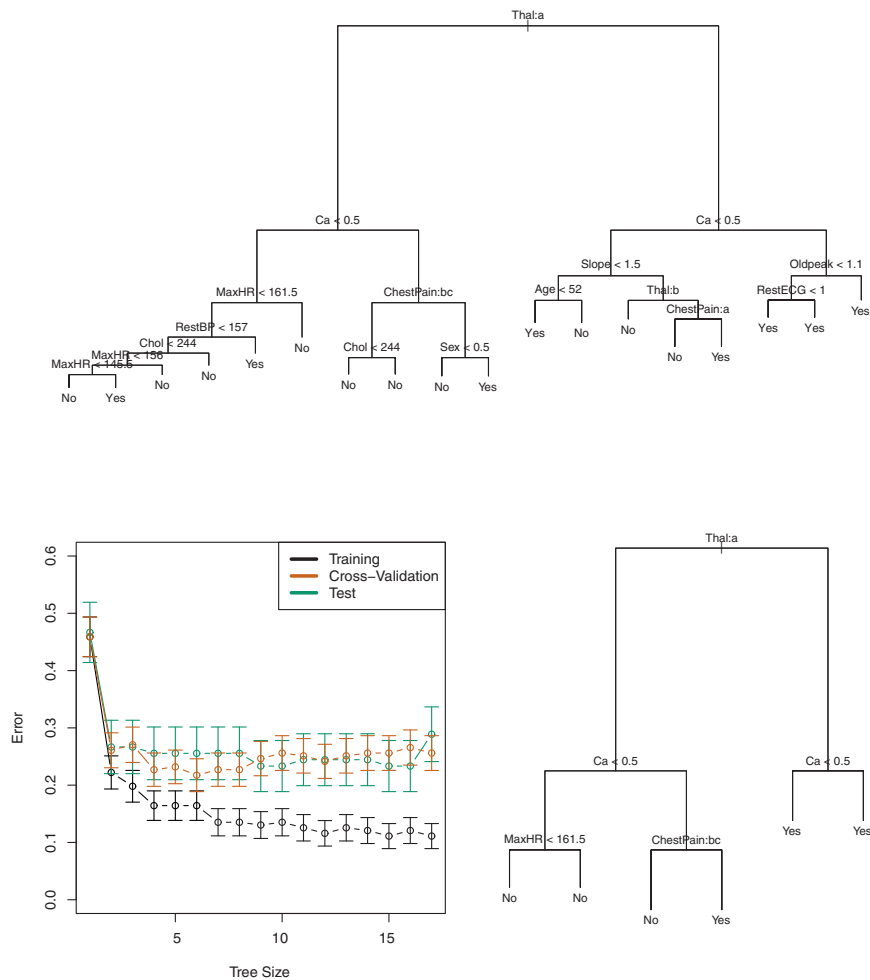 Thal:a
Ca < 0.5
Ca < 0.5
Slope < 1.5
Oldpeak < 1.1
MaxHR < 161.5
ChestPain:bc
Age < 52
Thal:b
RestECG < 1
ChestPain:a
Yes
RestBP < 157
Yes
No
No
Yes
Yes
Chol < 244
No
Chol < 244
Sex < 0.5
No
Yes
MaxHR < 156
No
Yes
MaxHR < 145.5
No
No
No
No
Yes
No
Yes
0.6
0.5
0.4
0.3
0.2
0.1
0.0
Error
Training
Cross−Validation
Test
5
10
15
Tree Size
Thal:a
Ca < 0.5
Ca < 0.5
MaxHR < 161.5
ChestPain:bc
Yes
Yes
No
No
No
Yes